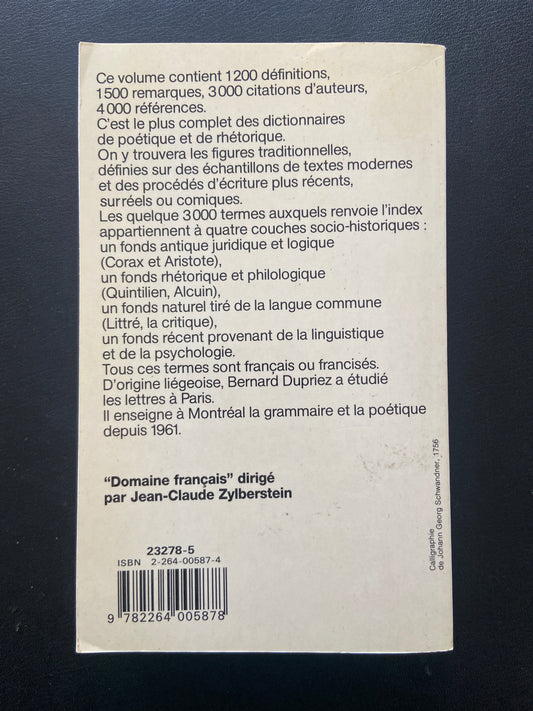 Ce volume contient 1200 définitions,
1500 remarques, 3000 citations d'auteurs,
4000 références.
C'est le plus complet des dictionnaires
de poétique et de rhétorique.
On y trouvera les figures traditionnelles,
définies sur des échantillons de textes modernes
et des procédés d'écriture plus récents,
surréels ou comiques.
Les quelque 3000 termes auxquels renvoie l'index
appartiennent à quatre couches socio-historiques :
un fonds antique juridique et logique
(Corax et Aristote),
un fonds rhétorique et philologique
(Quintilien, Alcuin),
un fonds naturel tiré de la langue commune
(Littré, la critique),
un fonds récent provenant de la linguistique
et de la psychologie.
Tous ces termes sont français ou francisés.
D'origine liégeoise, Bernard Dupriez a étudié
les lettres à Paris.
Il enseigne à Montréal la grammaire et la poétique
depuis 1961.
"Domaine français" dirigé
par Jean-Claude Zylberstein
23278-5
ISBN 2-264-00587-4
9 782264 005878
Calligraphie
de Johann Georg Schwandner, 1756